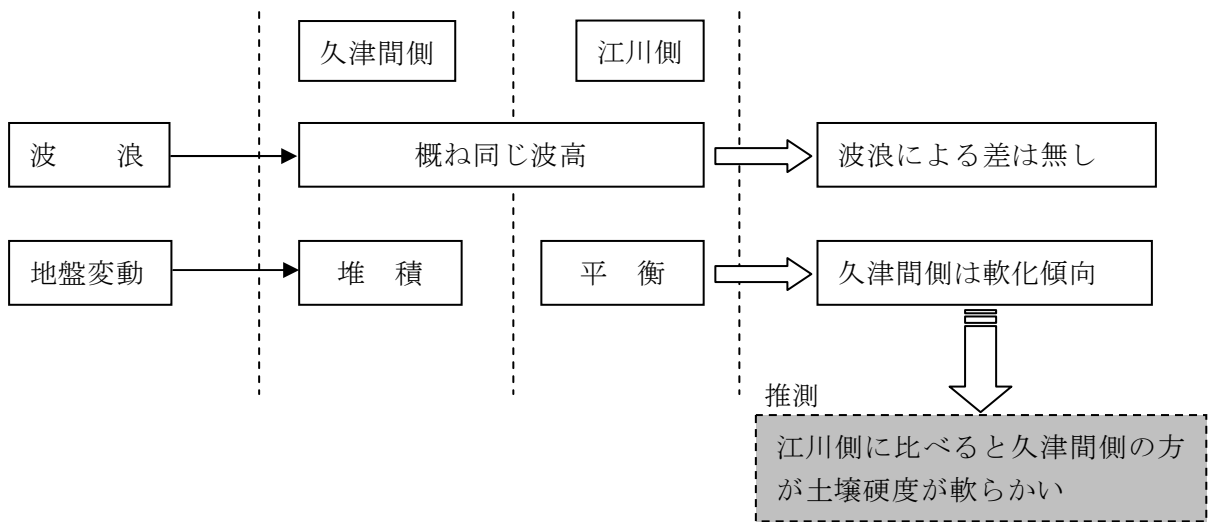 久津間側
江川側
波　　浪
概ね同じ波高
波浪による差は無し
地盤変動
堆　積
平　衡
久津間側は軟化傾向
推測
江川側に比べると久津間側の方
が土壌硬度が軟らかい